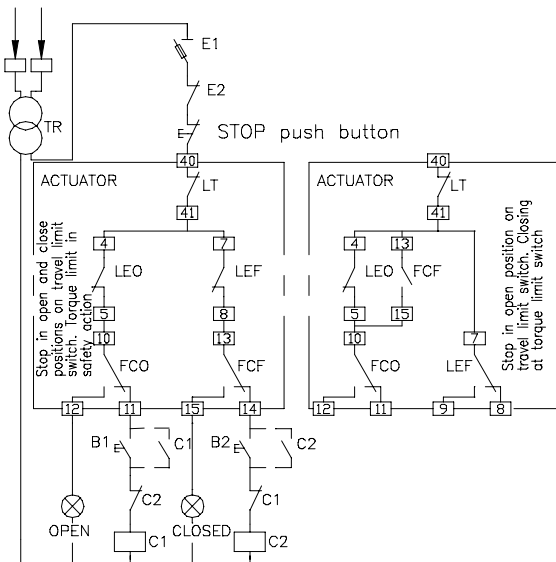 E1
E2
TR
STOP push button
40
40
ACTUATOR
LT
ACTUATOR
LT
41
41
Stop in open and close
positions on travel limit
switch. Torque limit in
safety action
4
7
4
13
LEO
LEF
LEO
FCF
Stop in open position on
travel limit switch. Closing
at torque limit switch
5
8
5
15
10
13
10
7
FCO
FCF
FCO
LEF
12
11
15
14
12
11
9
8
B1
C1
B2
C2
C2
C1
OPEN
CLOSED
C1
C2